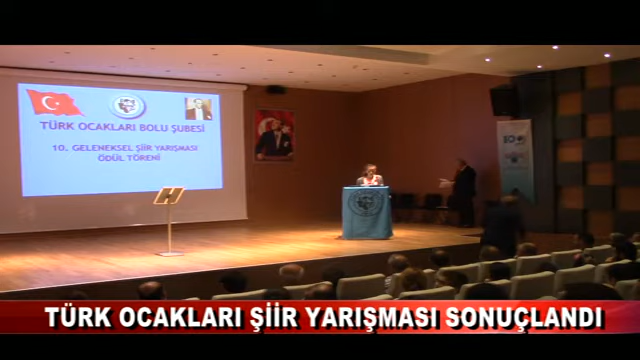 TÜRK OCAKLARI BOLU ŞUBESİ
10. GELENEKSEL ŞİİR YARIŞMASI
ÖDÜL TÖRENİ
TÜRK OCAKLARI ŞİİR YARIŞMASI SONUÇLANDI